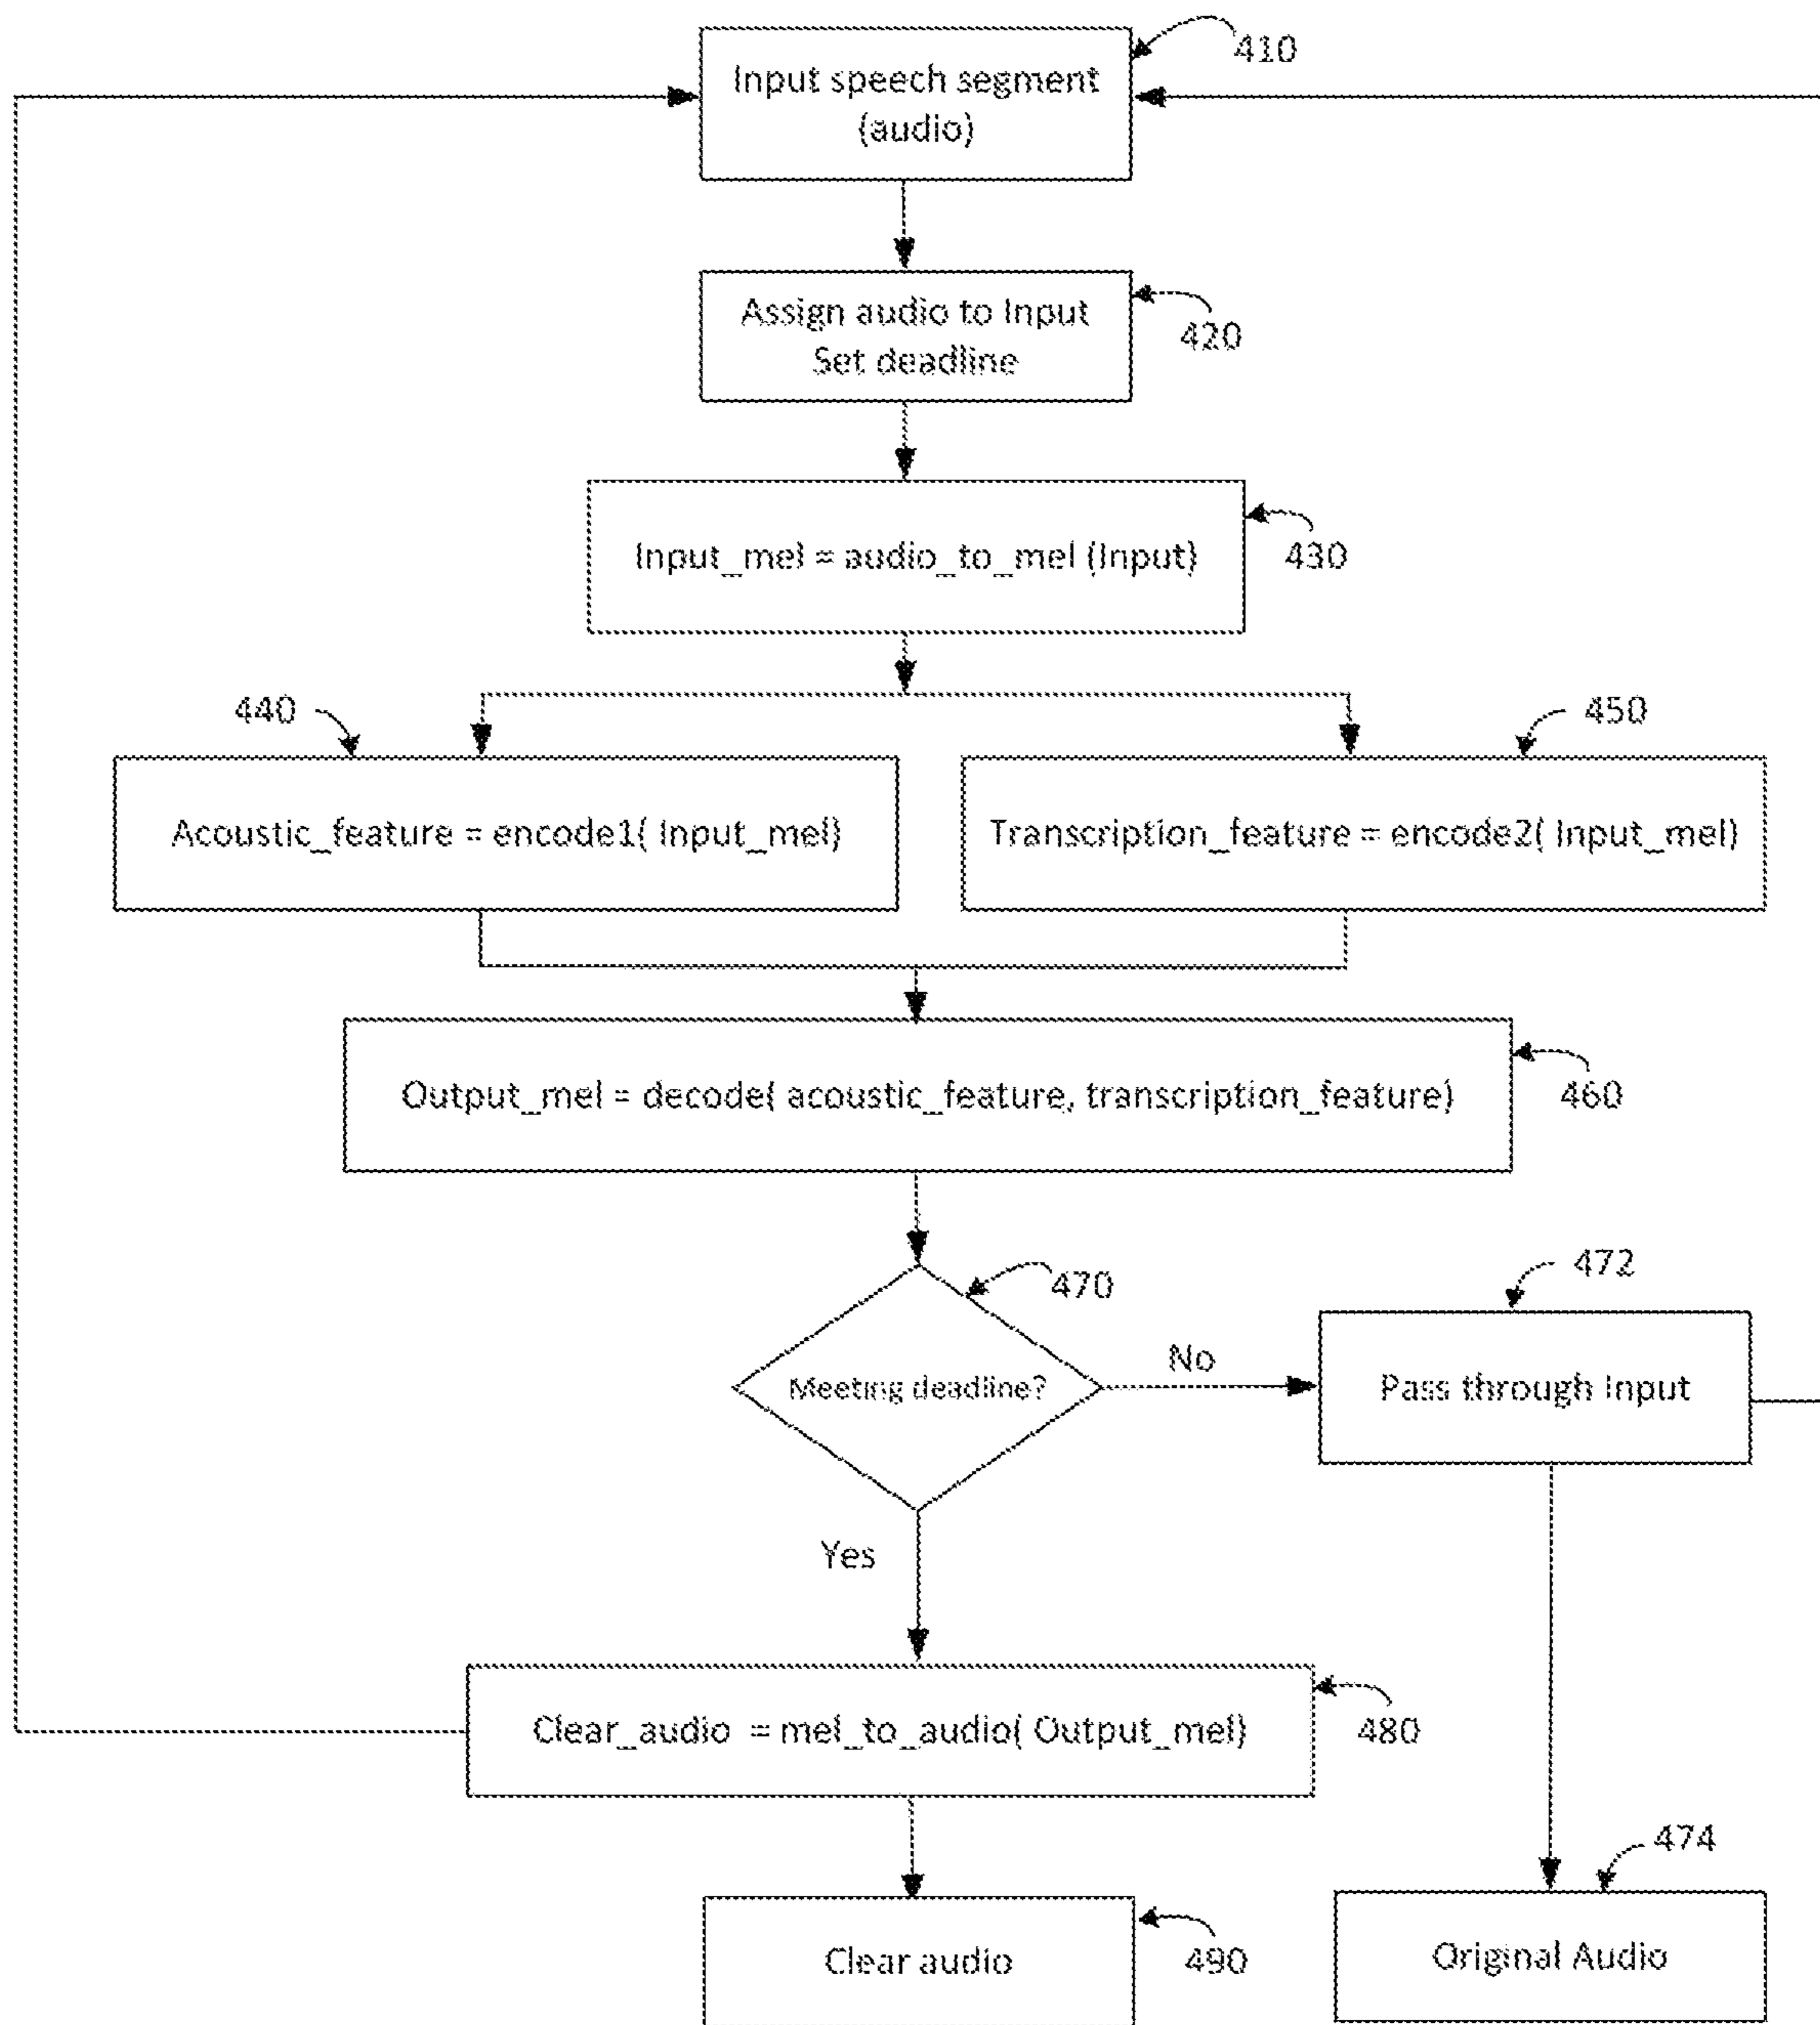 410
Input speech segment
(audio)
Assign audio to Input
Set deadline
420
Input_mel = audio_to_mel (Input)
430
440
450
Acoustic_feature = encode1( Input_mel)
Transcription_feature = encode2( Input_mel)
Output_mel = decode( acoustic_feature, transcription_feature)
460
470
472
Meeting deadline?
No
Pass through Input
Yes
Clear_audio = mel_to_audio( Output_mel)
480
474
Clear audio
490
Original Audio